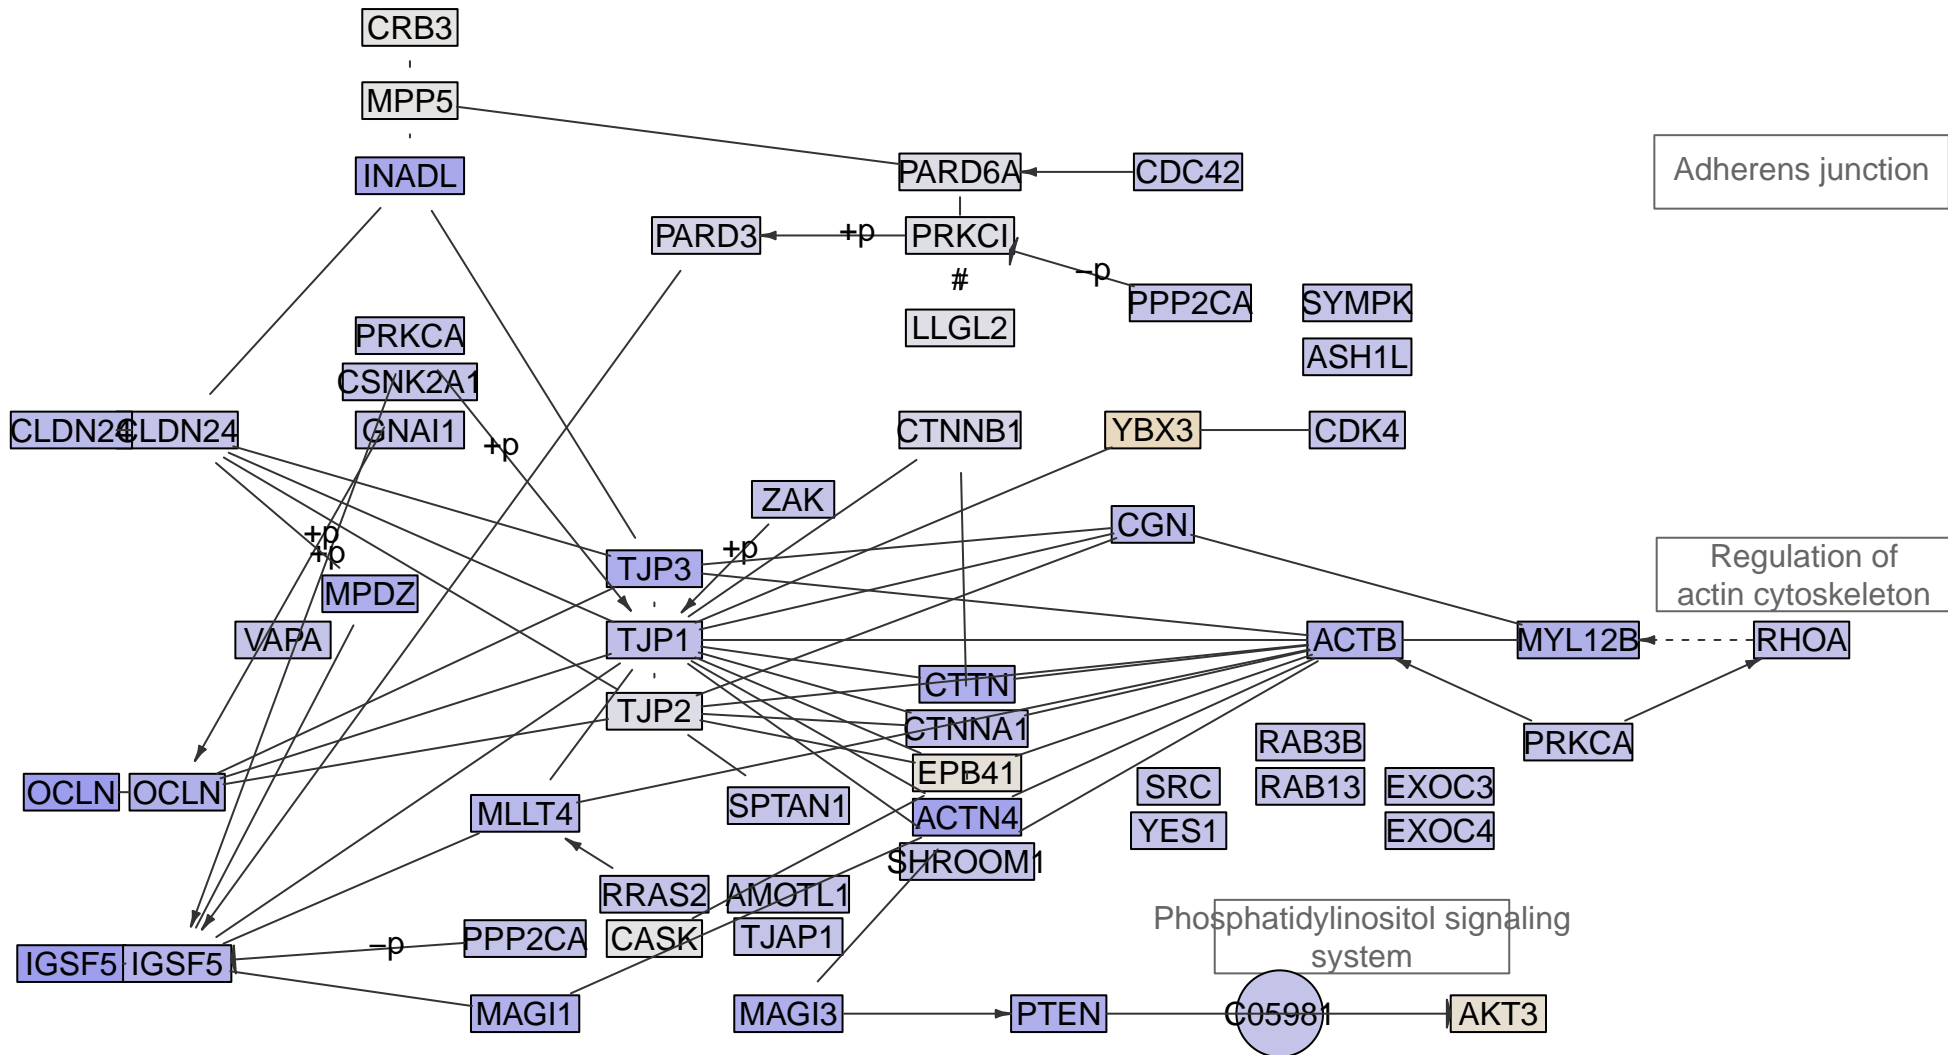 CRB3
MPP5
INADL
PARD6A
CDC42
Adherens junction
PARD3
+p
PRKCI
#
−p
PPP2CA
SYMPK
LLGL2
PRKCA
ASH1L
CSNK2A1
CLDN24
CLDN24
GNAI1
+p
CTNNB1
YBX3
CDK4
ZAK
CGN
+p
+p
+p
TJP3
Regulation of
actin cytoskeleton
MPDZ
VAPA
TJP1
ACTB
MYL12B
RHOA
CTTN
TJP2
CTNNA1
RAB3B
PRKCA
EPB41
OCLN
OCLN
SRC
RAB13
EXOC3
MLLT4
SPTAN1
ACTN4
YES1
EXOC4
SHROOM1
RRAS2
AMOTL1
Phosphatidylinositol signaling
system
PPP2CA
−p
CASK
TJAP1
IGSF5
IGSF5
MAGI1
MAGI3
PTEN
C05981
AKT3